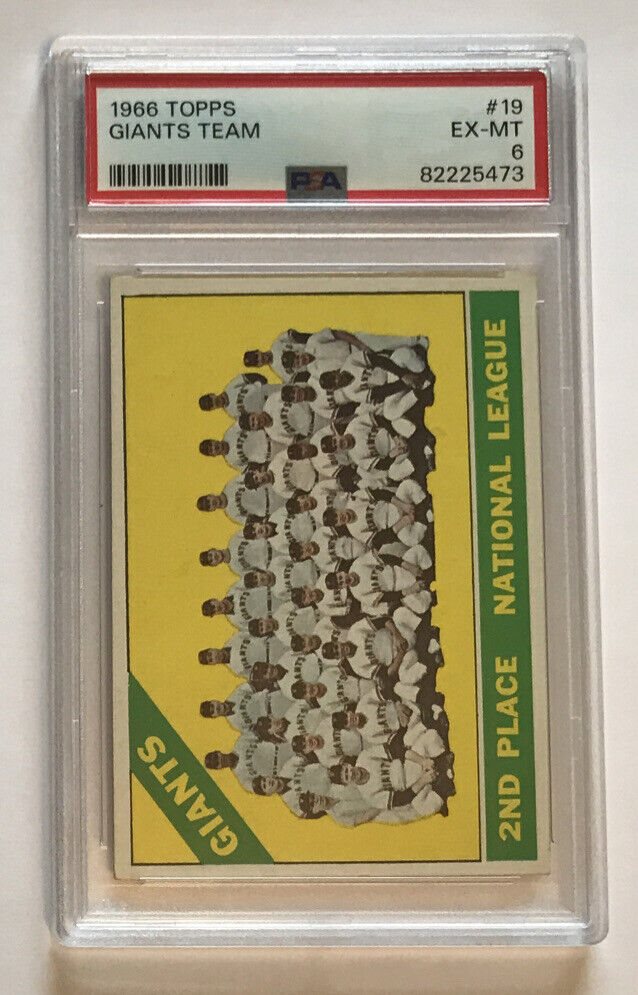 1966 TOPPS #19
GIANTS TEAM EX-MT
6
PSA 82225473
GIANTS
2ND PLACE NATIONAL LEAGUE